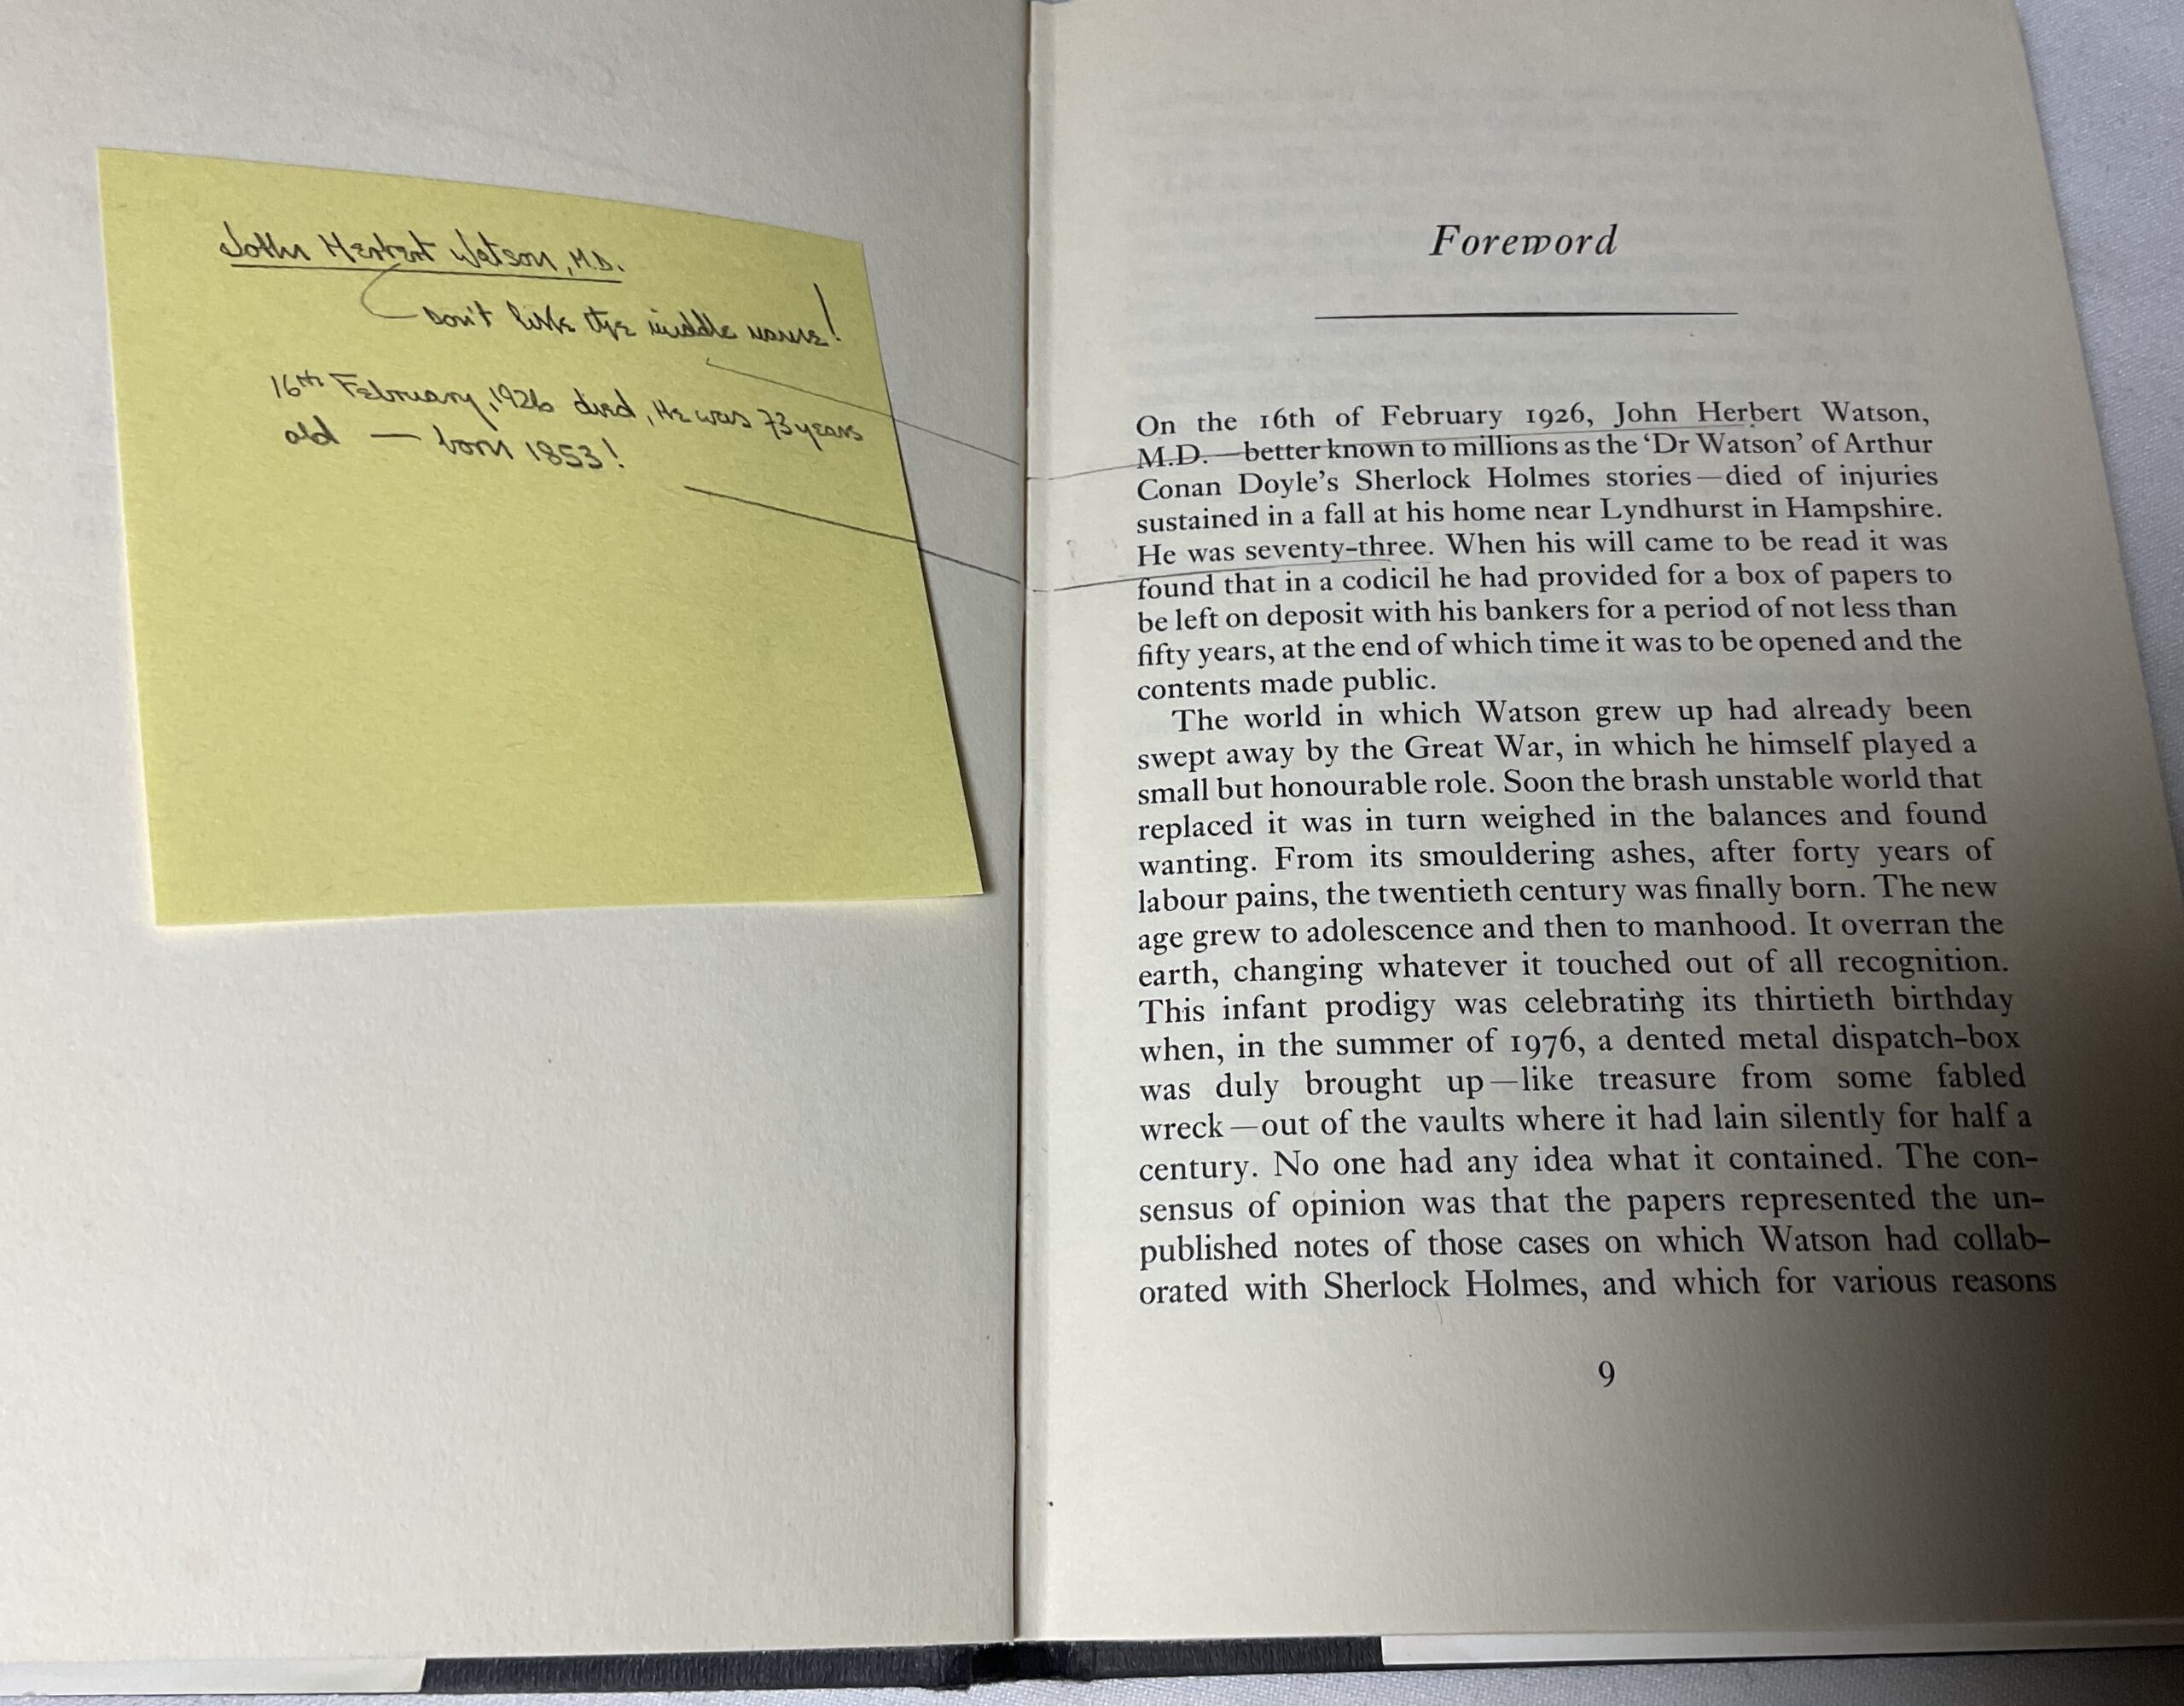 John Herbert Watson, M.D.
Don't like the middle name!
16th February, 1926 died, He was 73 years
old — born 1853!
Foreword
On the 16th of February 1926, John Herbert Watson,
M.D.—better known to millions as the ‘Dr Watson’ of Arthur
Conan Doyle’s Sherlock Holmes stories—died of injuries
sustained in a fall at his home near Lyndhurst in Hampshire.
He was seventy-three. When his will came to be read it was
found that in a codicil he had provided for a box of papers to
be left on deposit with his bankers for a period of not less than
fifty years, at the end of which time it was to be opened and the
contents made public.
The world in which Watson grew up had already been
swept away by the Great War, in which he himself played a
small but honourable role. Soon the brash unstable world that
replaced it was in turn weighed in the balances and found
wanting. From its smouldering ashes, after forty years of
labour pains, the twentieth century was finally born. The new
age grew to adolescence and then to manhood. It overran the
earth, changing whatever it touched out of all recognition.
This infant prodigy was celebrating its thirtieth birthday
when, in the summer of 1976, a dented metal dispatch-box
was duly brought up—like treasure from some fabled
wreck—out of the vaults where it had lain silently for half a
century. No one had any idea what it contained. The con-
sensus of opinion was that the papers represented the un-
published notes of those cases on which Watson had collab-
orated with Sherlock Holmes, and which for various reasons
9